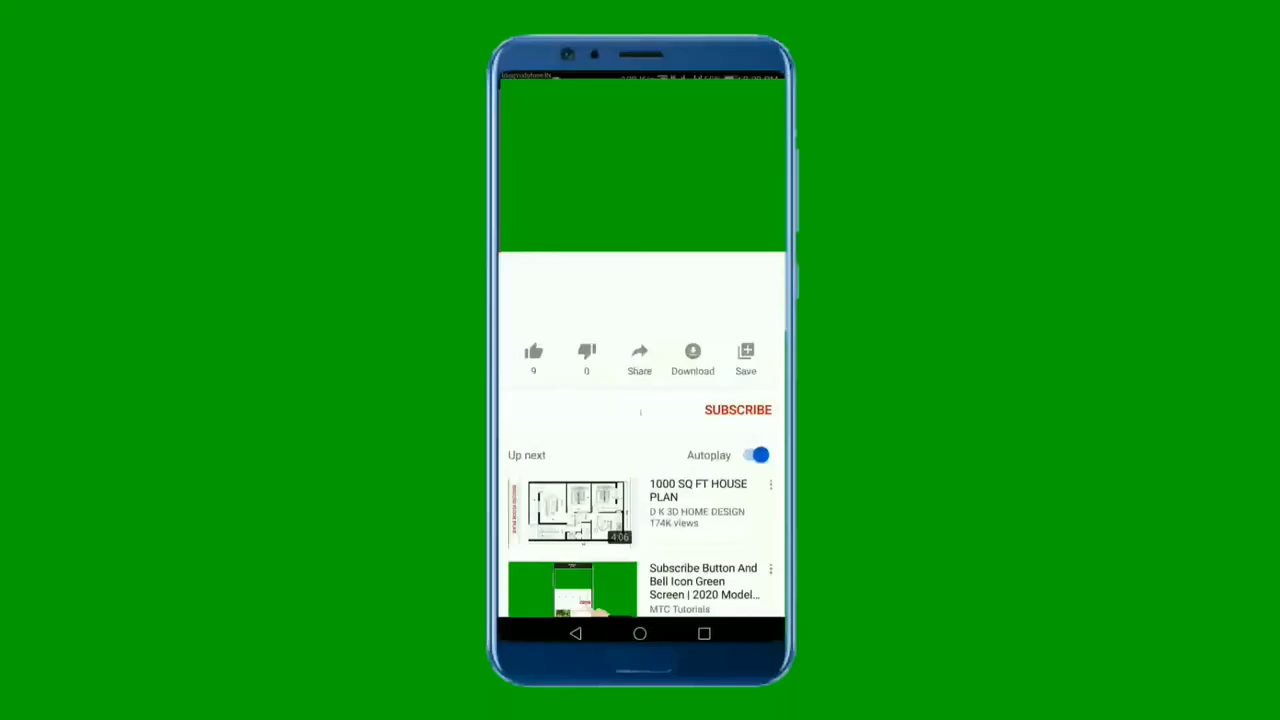 9
0
Share
Download
Save
SUBSCRIBE
Up next
Autoplay
1000 SQ FT HOUSE
PLAN
D K 3D HOME DESIGN
174K views
4:06
Subscribe Button And
Bell Icon Green
Screen | 2020 Model...
MTC Tutorials